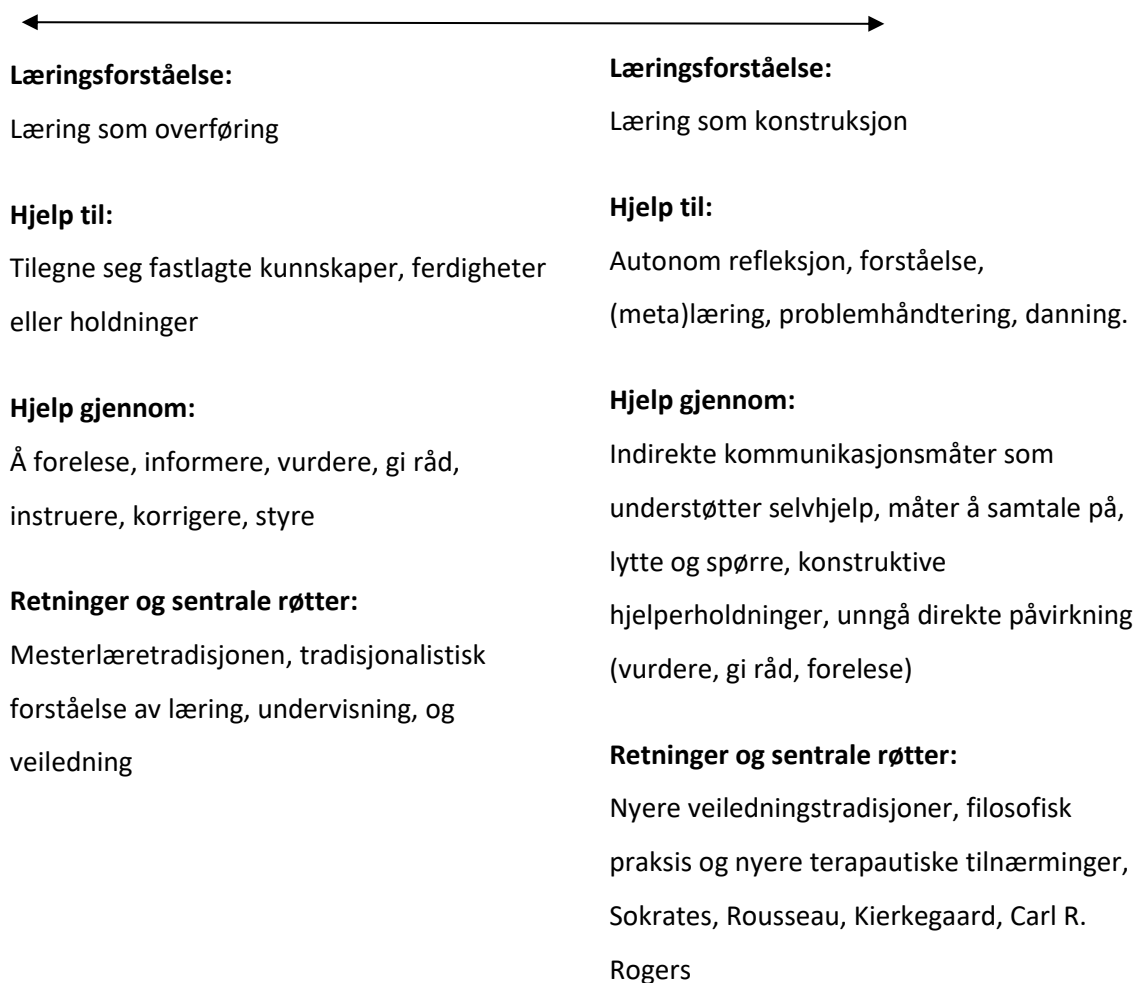 Læringsforståelse:
Læring som overføring
Hjelp til:
Tilegne seg fastlagte kunnskaper, ferdigheter
eller holdninger
Hjelp gjennom:
Å forelese, informere, vurdere, gi råd,
instruere, korrigere, styre
Retninger og sentrale røtter:
Mesterlæretradisjonen, tradisjonalistisk
forståelse av læring, undervisning, og
veiledning
Læringsforståelse:
Læring som konstruksjon
Hjelp til:
Autonom refleksjon, forståelse,
(meta)læring, problemhåndtering, danning.
Hjelp gjennom:
Indirekte kommunikasjonsmåter som
understøtter selvhjelp, måter å samtale på,
lytte og spørre, konstruktive
hjelperholdninger, unngå direkte påvirkning
(vurdere, gi råd, forelese)
Retninger og sentrale røtter:
Nyere veiledningstradisjoner, filosofisk
praksis og nyere terapautiske tilnærminger,
Sokrates, Rousseau, Kierkegaard, Carl R.
Rogers